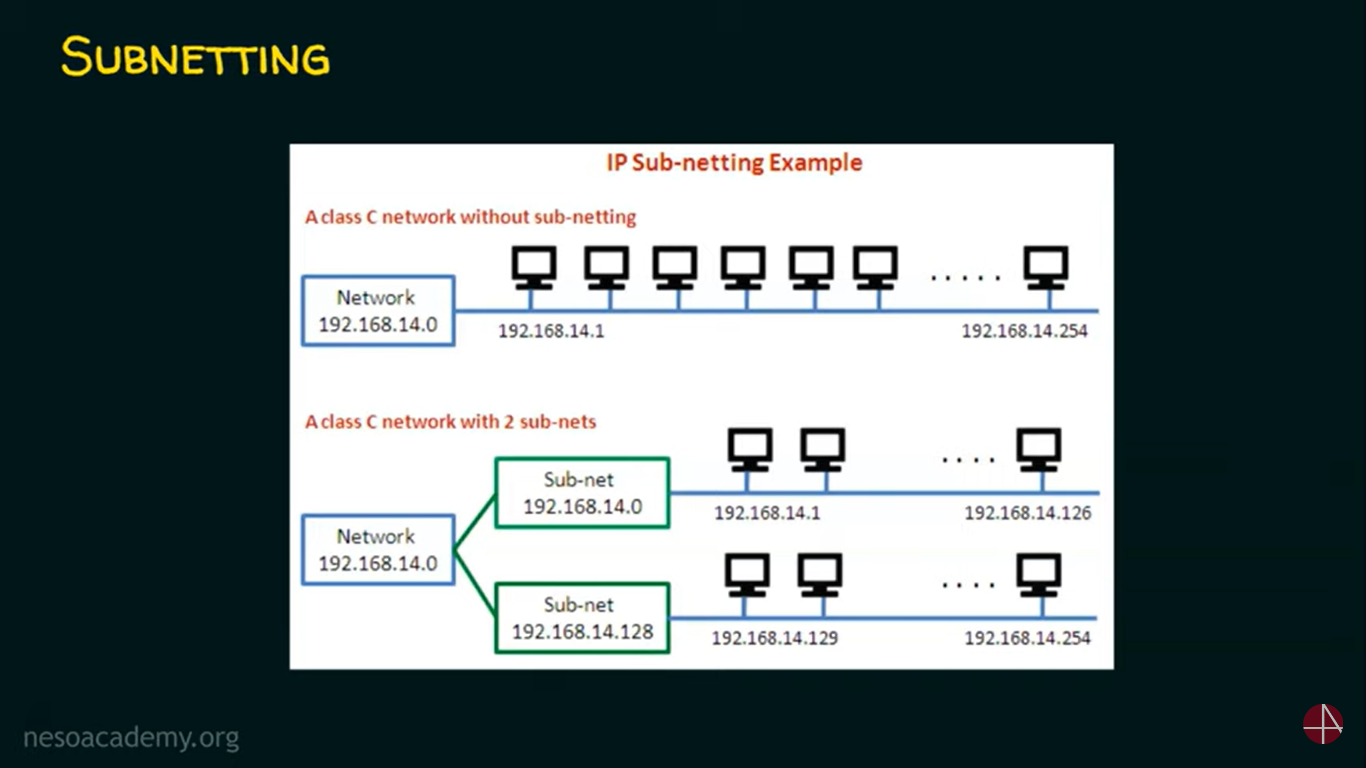 SUBNETTING
IP Sub-netting Example
A class C network without sub-netting
Network
192.168.14.0
. . . . .
192.168.14.1
192.168.14.254
A class C network with 2 sub-nets
Sub-net
192.168.14.0
. . . .
192.168.14.1
192.168.14.126
Network
192.168.14.0
Sub-net
192.168.14.128
. . . .
192.168.14.129
192.168.14.254
nesoacademy.org